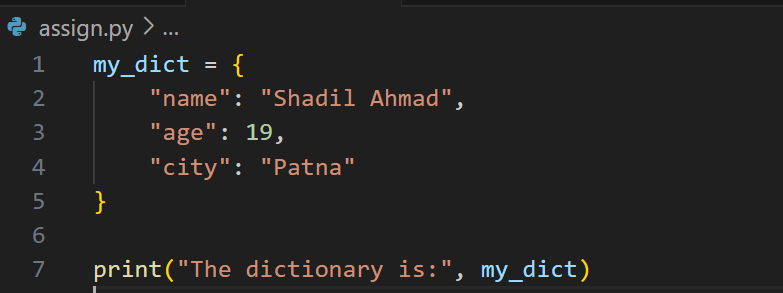 assign.py > ...
1 my_dict = {
2     "name": "Shadil Ahmad",
3     "age": 19,
4     "city": "Patna"
5 }
6
7 print("The dictionary is:", my_dict)